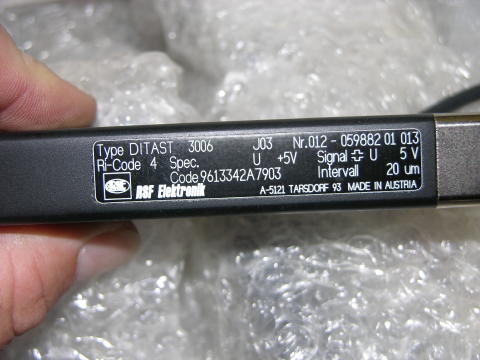 Type DITAST 3006 J03 Nr.012 - 059882 01 013
Ri-Code 4 Spec. U +5V Signal U 5 V
Code 9613342A7903 Intervall 20 um
RSF Elektronik A-5121 TARSDORF 93 MADE IN AUSTRIA